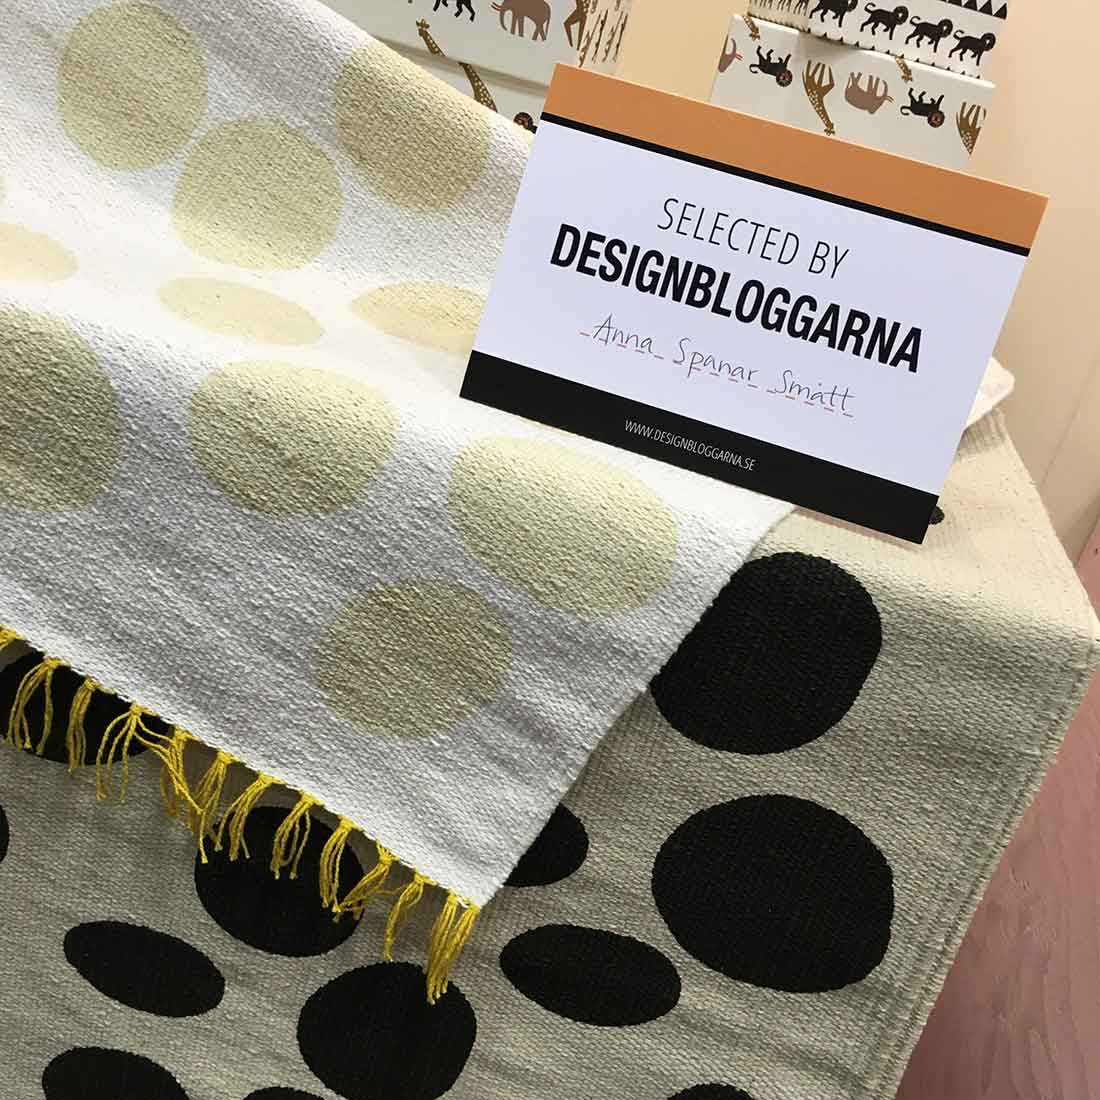 SELECTED BY
DESIGNBLOGGARNA
Anna Spanar Smått
WWW.DESIGNBLOGGARNA.SE